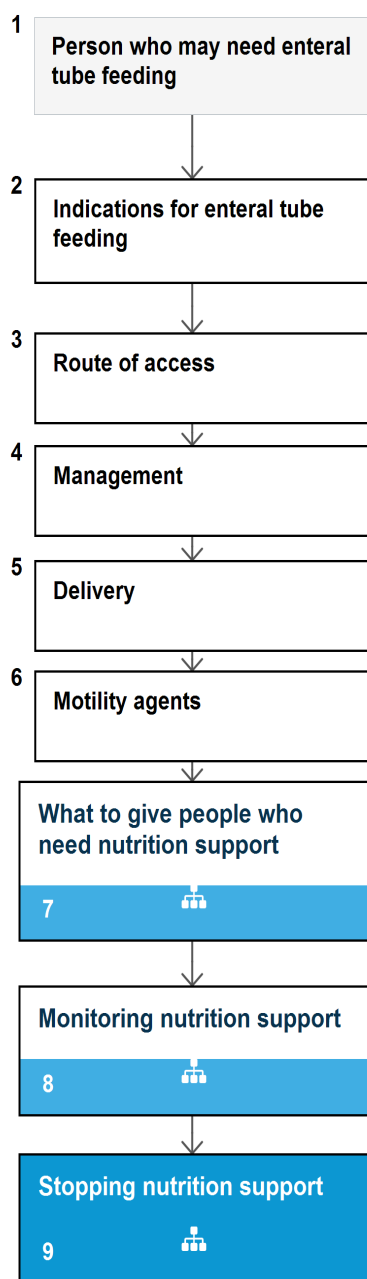 1
Person who may need enteral
tube feeding
2
Indications for enteral tube
feeding
3
Route of access
4
Management
5
Delivery
6
Motility agents
What to give people who
need nutrition support
7
Monitoring nutrition support
8
Stopping nutrition support
9